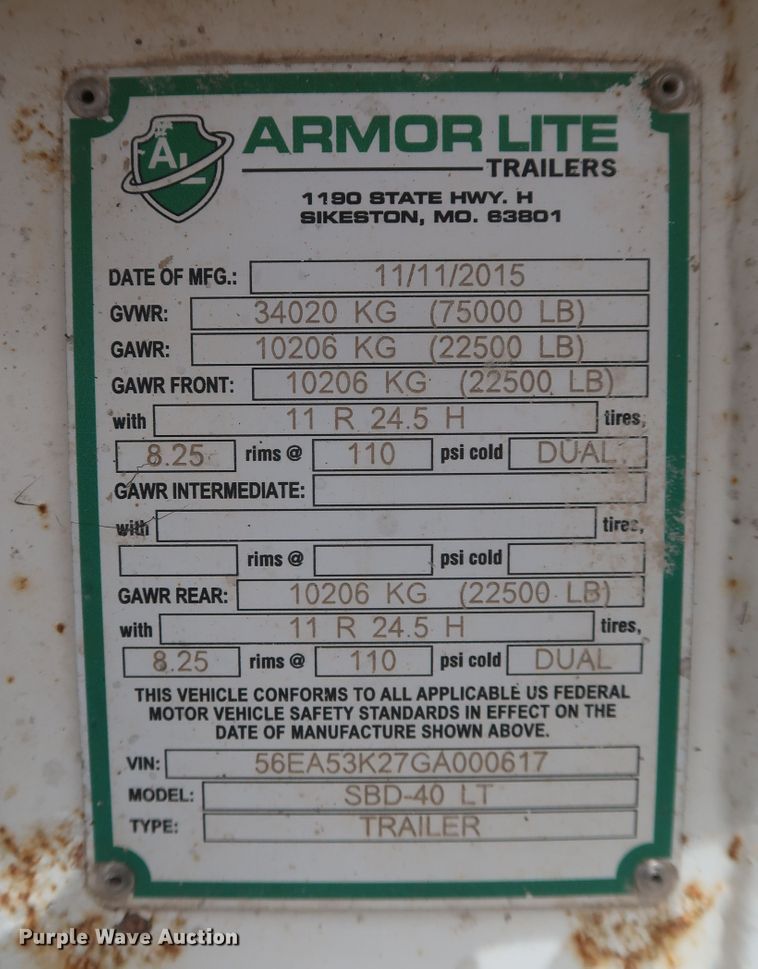 AL
ARMOR LITE
TRAILERS
1190 STATE HWY. H
SIKESTON, MO. 63801
DATE OF MFG.: 11/11/2015
GVWR: 34020 KG (75000 LB)
GAWR: 10206 KG (22500 LB)
GAWR FRONT: 10206 KG (22500 LB)
with 11 R 24.5 H tires,
8.25 rims @ 110 psi cold DUAL
GAWR INTERMEDIATE:
with tires,
rims @ psi cold
GAWR REAR: 10206 KG (22500 LB)
with 11 R 24.5 H tires,
8.25 rims @ 110 psi cold DUAL
THIS VEHICLE CONFORMS TO ALL APPLICABLE US FEDERAL
MOTOR VEHICLE SAFETY STANDARDS IN EFFECT ON THE
DATE OF MANUFACTURE SHOWN ABOVE.
VIN: 56EA53K27GA000617
MODEL: SBD-40 LT
TYPE: TRAILER
Purple Wave Auction